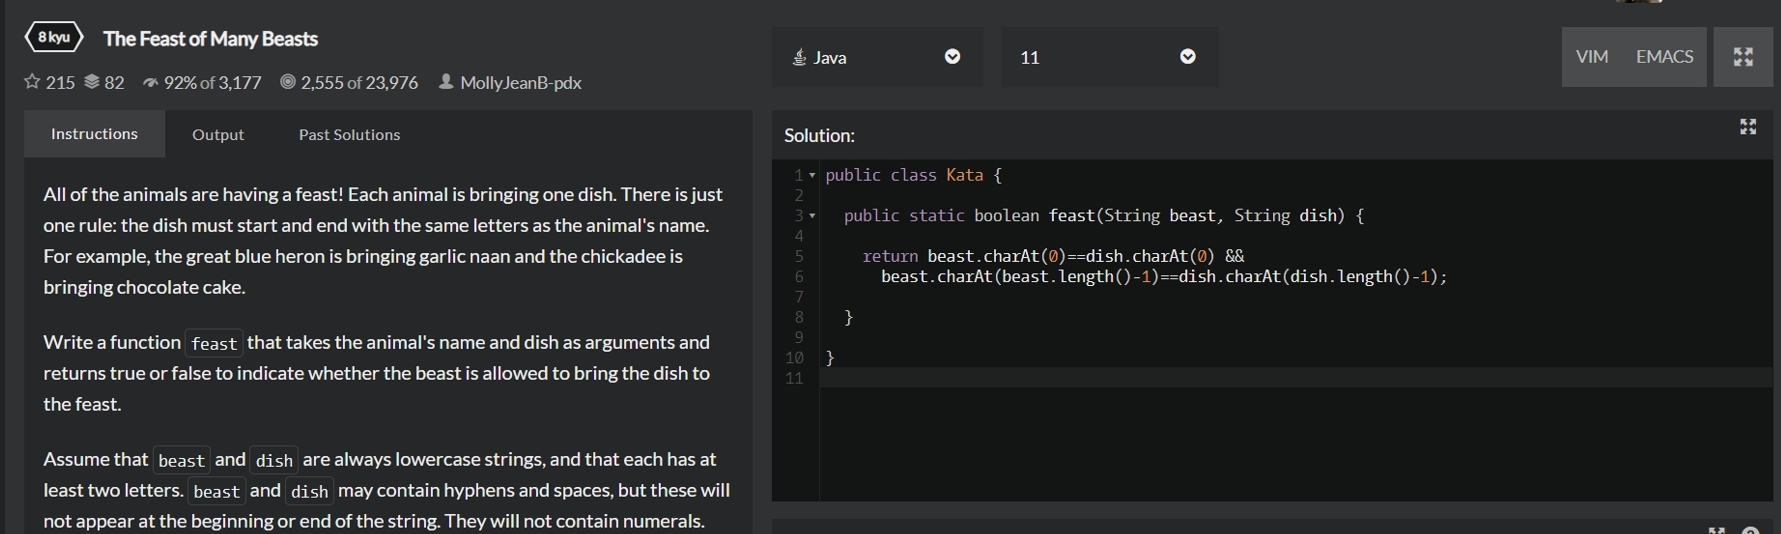 8 kyu The Feast of Many Beasts
215 82 92% of 3,177 2,555 of 23,976 MollyJeanB-pdx
Instructions Output Past Solutions
All of the animals are having a feast! Each animal is bringing one dish. There is just
one rule: the dish must start and end with the same letters as the animal's name.
For example, the great blue heron is bringing garlic naan and the chickadee is
bringing chocolate cake.
Write a function feast that takes the animal's name and dish as arguments and
returns true or false to indicate whether the beast is allowed to bring the dish to
the feast.
Assume that beast and dish are always lowercase strings, and that each has at
least two letters. beast and dish may contain hyphens and spaces, but these will
not appear at the beginning or end of the string. They will not contain numerals.
Java 11 VIM EMACS
Solution:
1 public class Kata {
2
3 public static boolean feast(String beast, String dish) {
4
5 return beast.charAt(0)==dish.charAt(0) &&
6 beast.charAt(beast.length()-1)==dish.charAt(dish.length()-1);
7
8 }
9
10 }
11